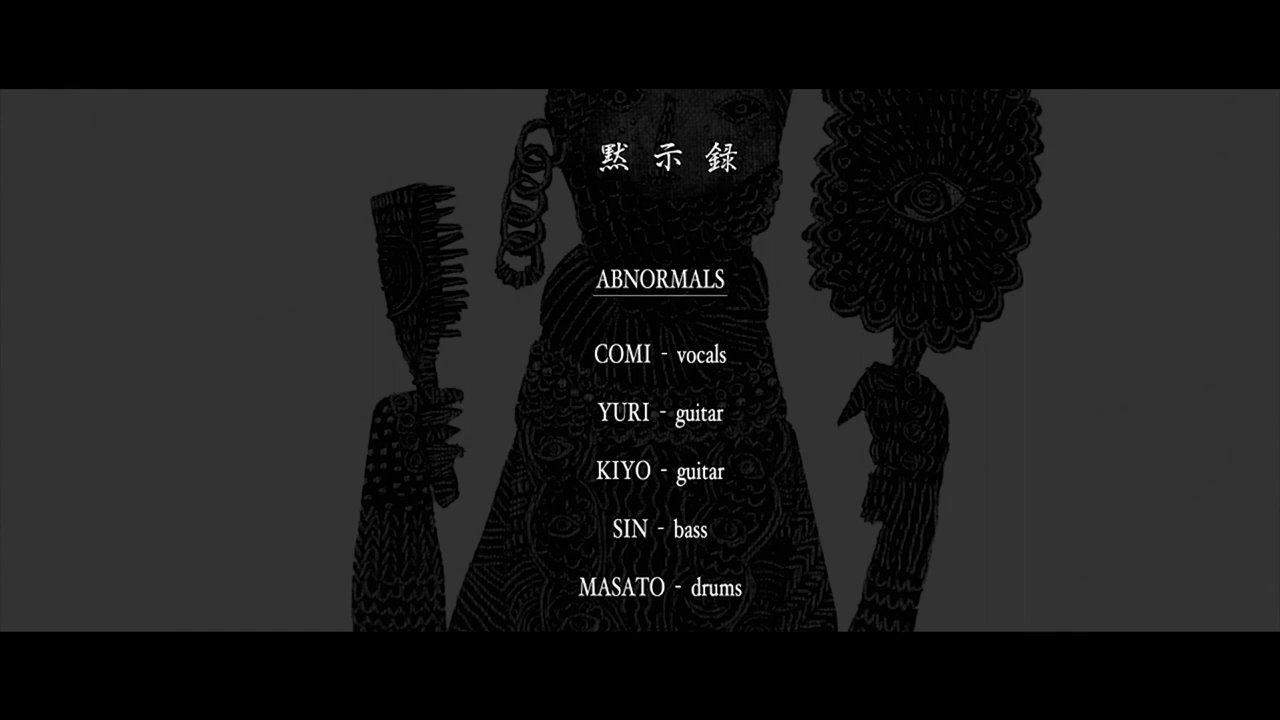 黙示録
ABNORMALS
COMI - vocals
YURI - guitar
KIYO - guitar
SIN - bass
MASATO - drums